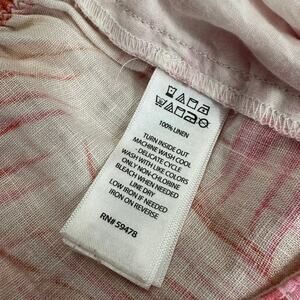 100% LINEN
TURN INSIDE OUT
MACHINE WASH COOL
- DELICATE CYCLE
WASH WITH LIKE COLORS
ONLY NON-CHLORINE
BLEACH WHEN NEEDED
LINE DRY
LOW IRON IF NEEDED
IRON ON REVERSE
RN# 59478